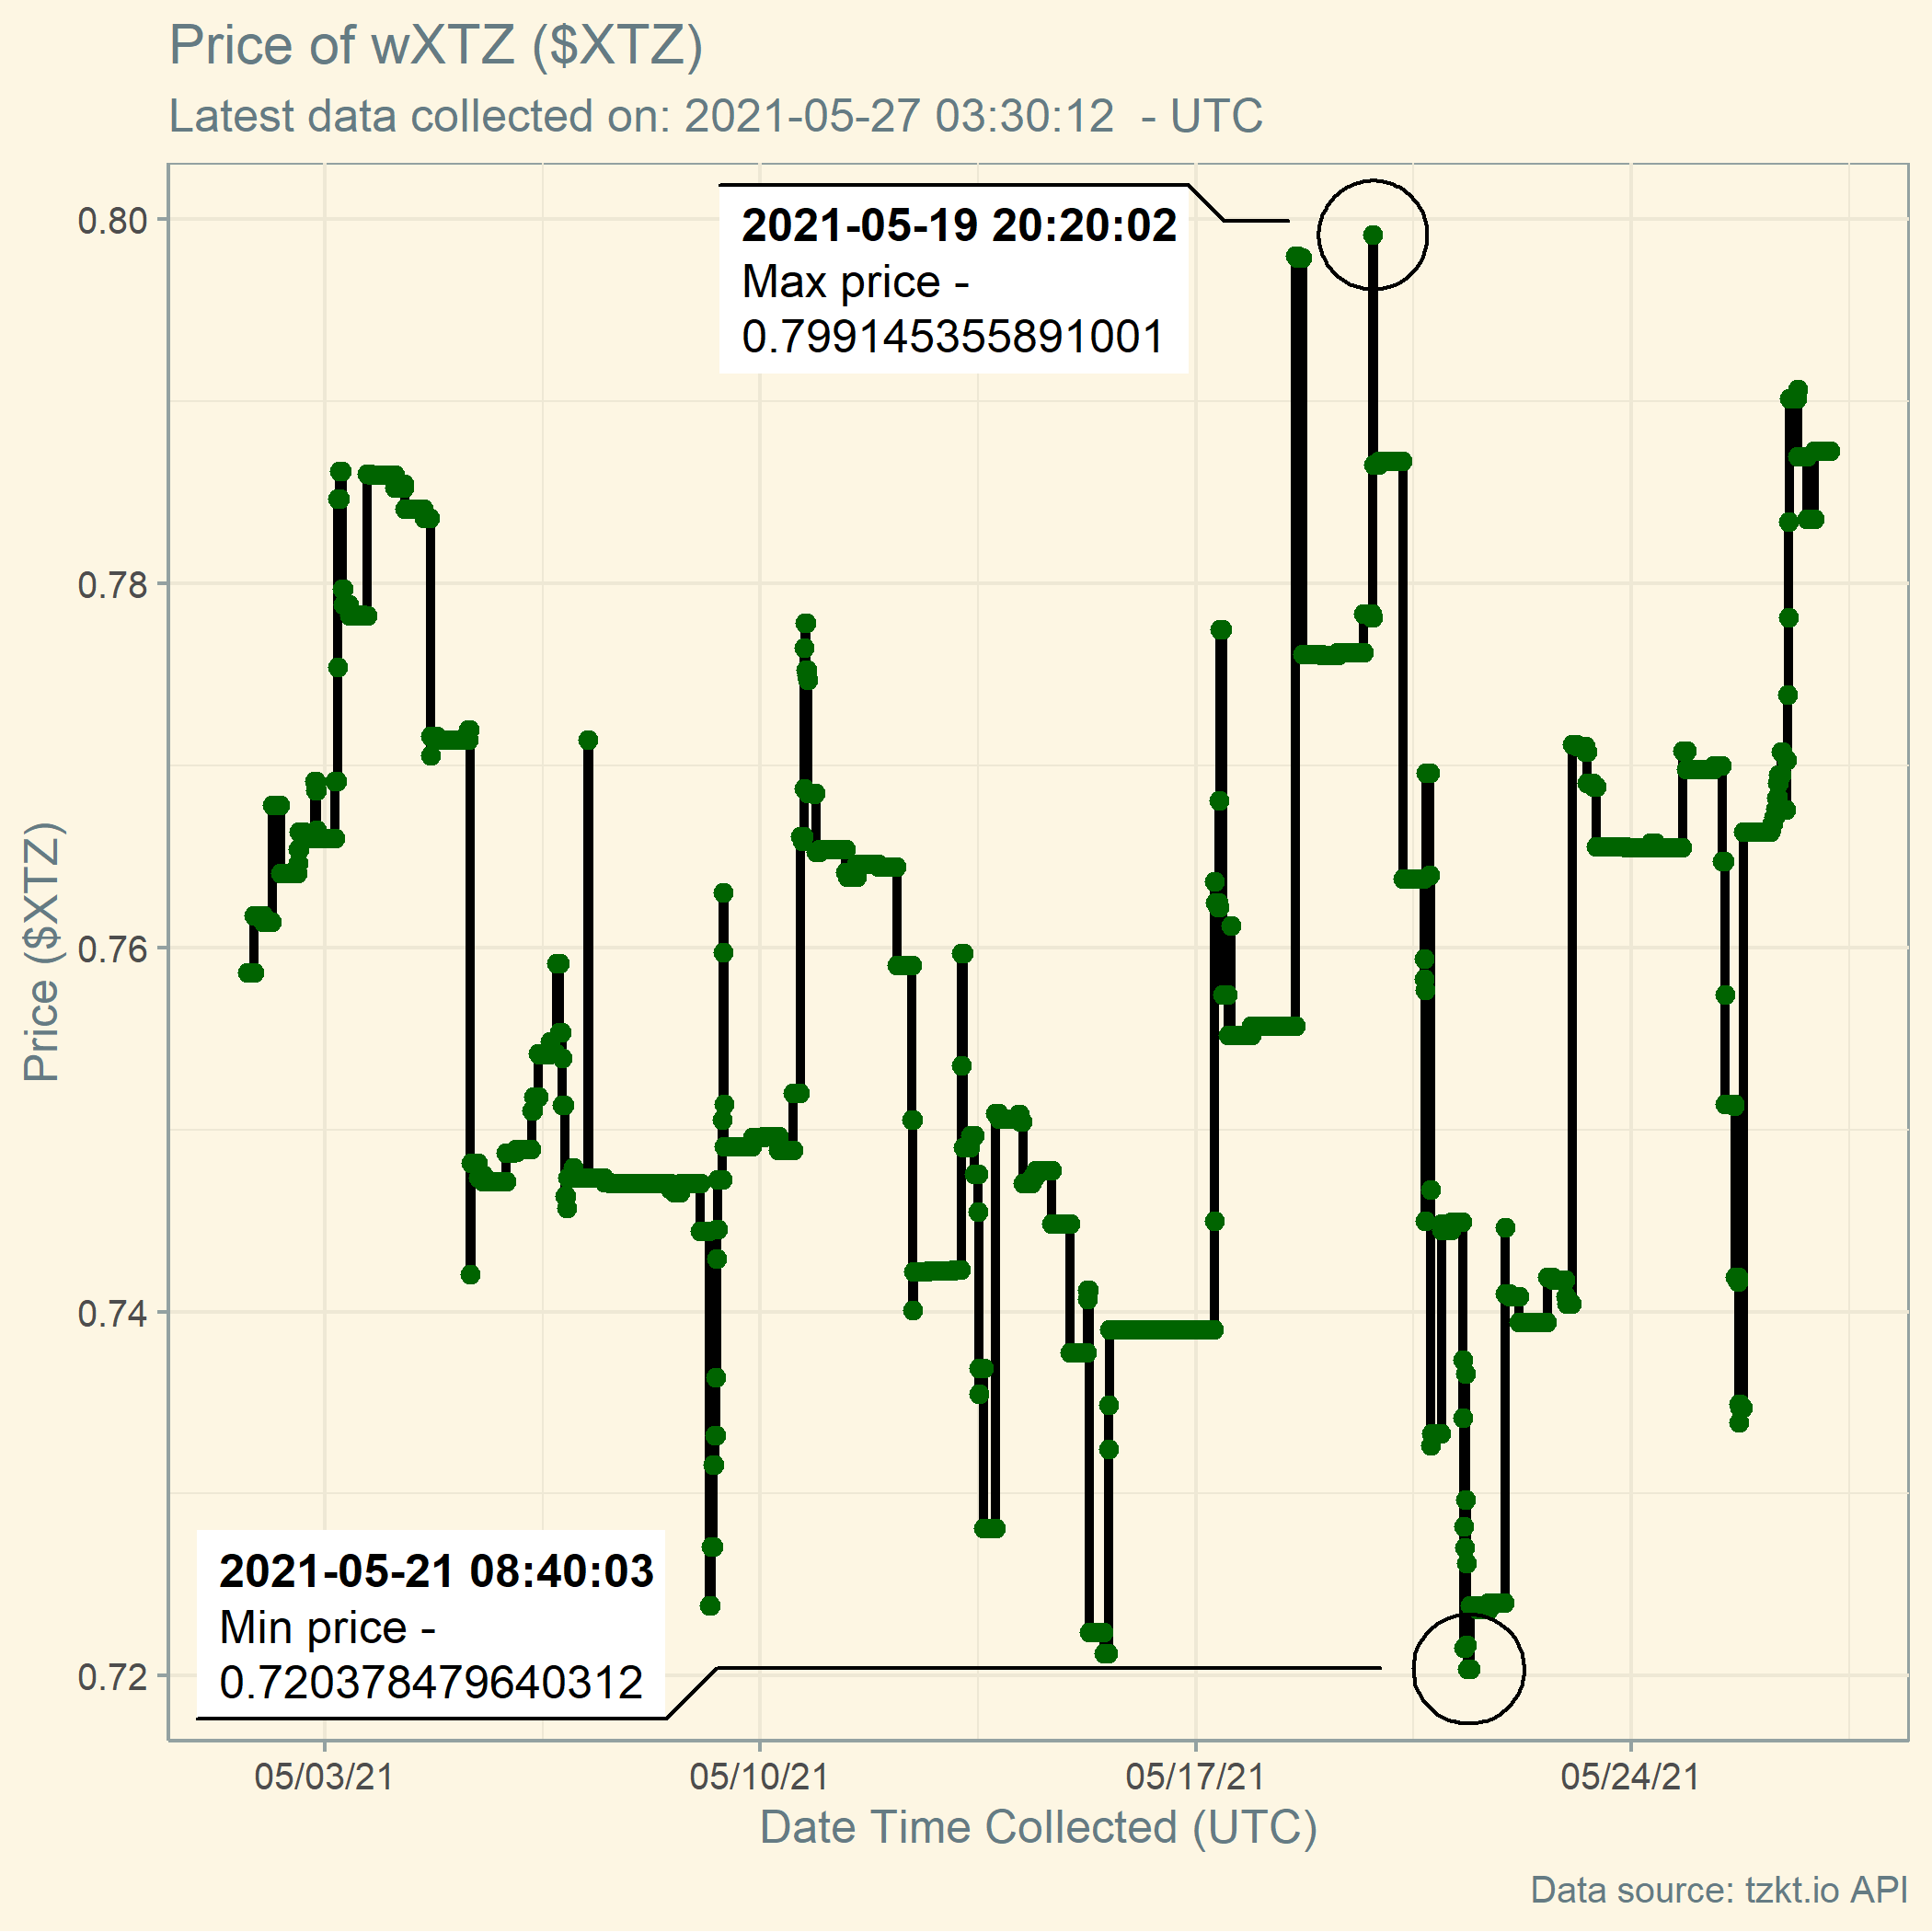 Price of wXTZ ($XTZ)
Latest data collected on: 2021-05-27 03:30:12  - UTC
2021-05-19 20:20:02
Max price -
0.799145355891001
0.80
0.78
0.76
0.74
0.72
Price ($XTZ)
2021-05-21 08:40:03
Min price -
0.720378479640312
05/03/21
05/10/21
05/17/21
05/24/21
Date Time Collected (UTC)
Data source: tzkt.io API